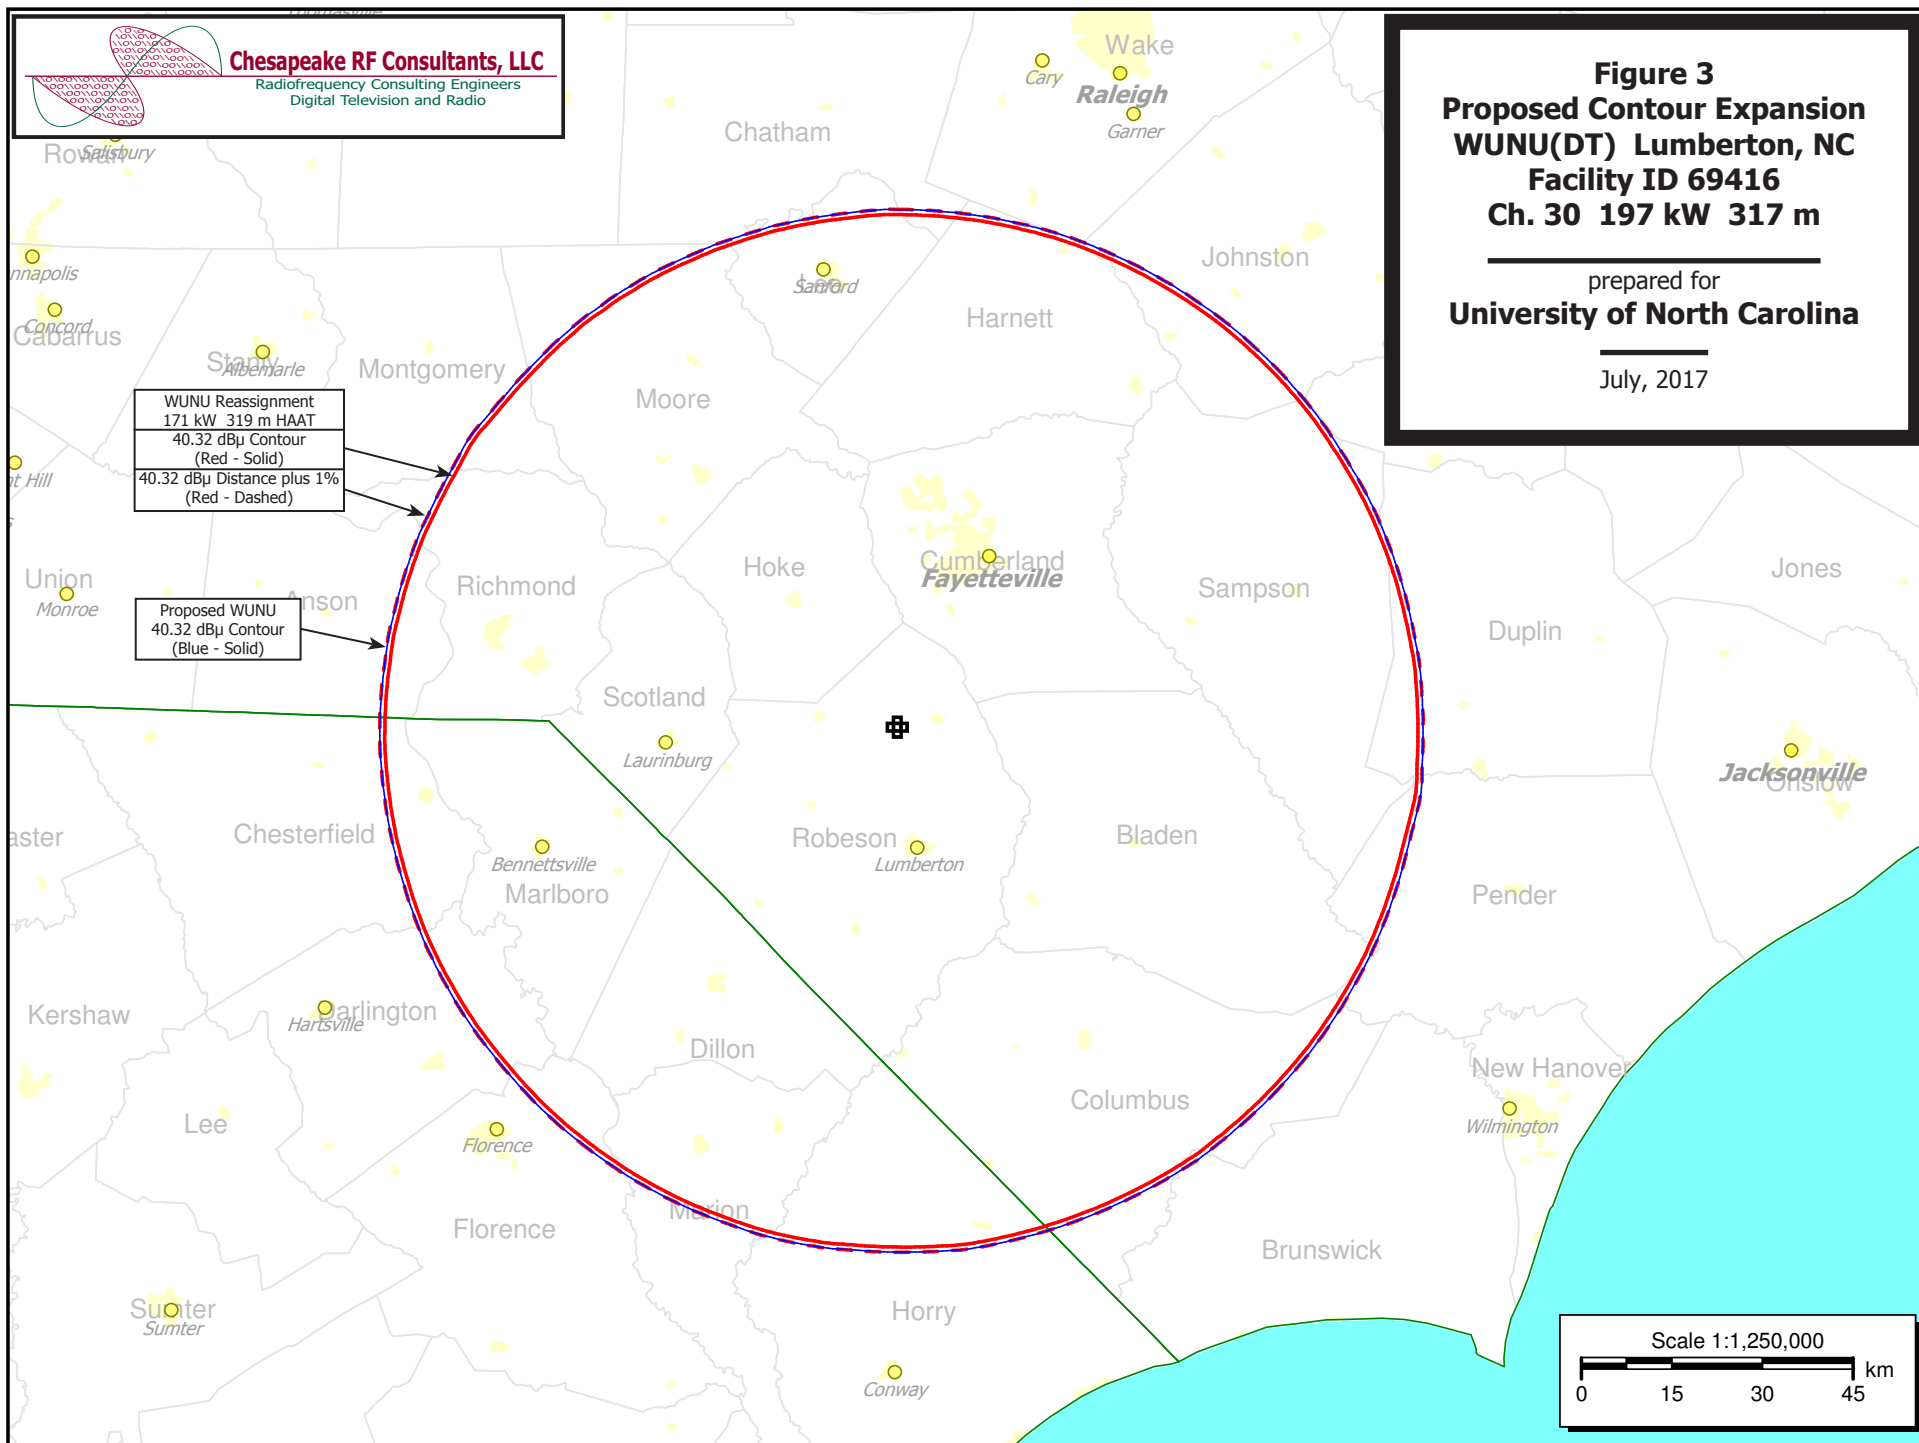 Chesapeake RF Consultants, LLC
Radiofrequency Consulting Engineers
Digital Television and Radio
Figure 3
Proposed Contour Expansion
WUNU(DT) Lumberton, NC
Facility ID 69416
Ch. 30 197 kW 317 m
prepared for
University of North Carolina
July, 2017
Wake
Cary
Raleigh
Garner
Chatham
Rowan
Salisbury
Johnston
nnapolis
Lee
Sanford
Harnett
Concord
Cabarrus
Stanly
Albemarle
Montgomery
Moore
WUNU Reassignment
171 kW 319 m HAAT
40.32 dBµ Contour
(Red - Solid)
40.32 dBµ Distance plus 1%
(Red - Dashed)
nt Hill
Union
Monroe
Anson
Richmond
Hoke
Cumberland
Fayetteville
Sampson
Jones
Duplin
Proposed WUNU
40.32 dBµ Contour
(Blue - Solid)
Scotland
Laurinburg
Jacksonville
Onslow
aster
Chesterfield
Bennettsville
Marlboro
Robeson
Lumberton
Bladen
Pender
Kershaw
Darlington
Hartsville
Dillon
New Hanover
Columbus
Wilmington
Lee
Florence
Marion
Florence
Brunswick
Sumter
Sumter
Horry
Conway
Scale 1:1,250,000
km
0 15 30 45